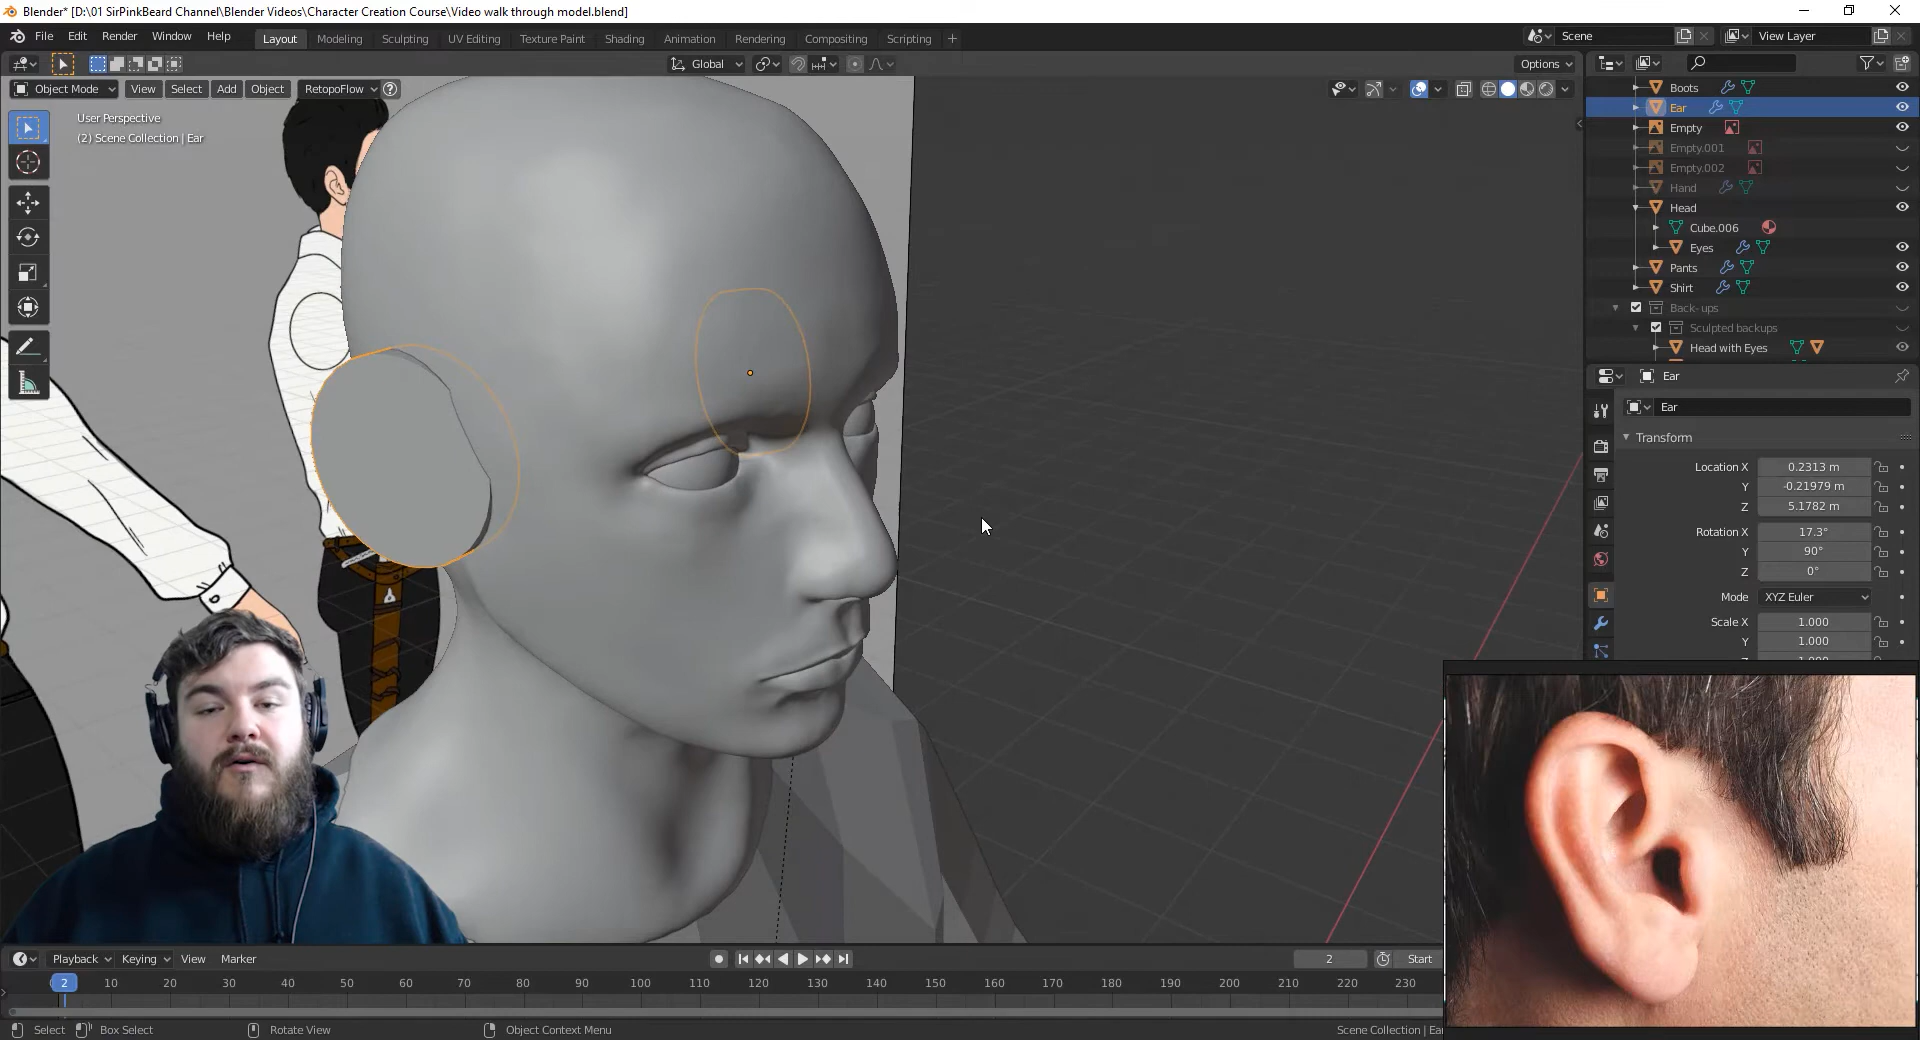 Blender* [D:\01 SirPinkBeard Channel\Blender Videos\Character Creation Course\Video walk through model.blend]
File Edit Render Window Help Layout Modeling Sculpting UV Editing Texture Paint Shading Animation Rendering Compositing Scripting + Scene View Layer
Global Options
Object Mode View Select Add Object RetopoFlow
User Perspective
(2) Scene Collection | Ear
Boots
Ear
Empty
Empty.001
Empty.002
Hand
Head
Cube.006
Eyes
Pants
Shirt
Back-ups
Sculpted backups
Head with Eyes
Ear
Ear
Transform
Location X 0.2313 m
Y -0.21979 m
Z 5.1782 m
Rotation X 17.3°
Y 90°
Z 0°
Mode XYZ Euler
Scale X 1.000
Y 1.000
Playback Keying View Marker 2 Start
2 10 20 30 40 50 60 70 80 90 100 110 120 130 140 150 160 170 180 190 200 210 220 230
Select Box Select Rotate View Object Context Menu Scene Collection | Ear